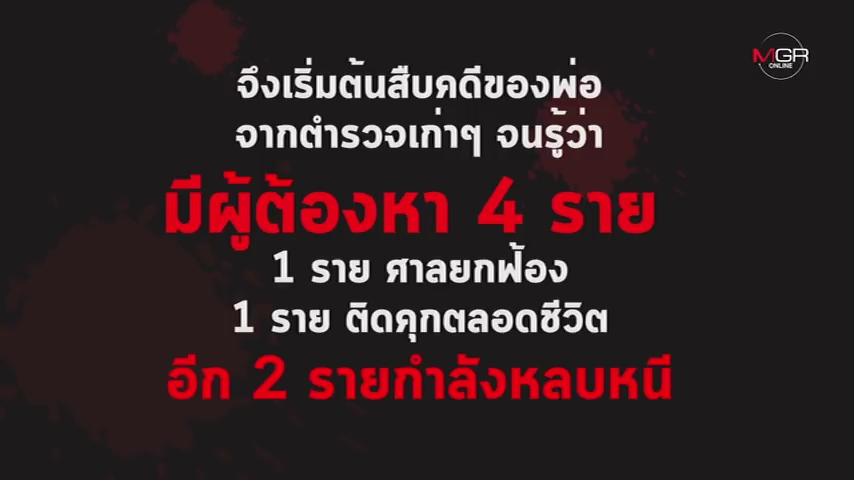 MGR
ONLINE
จึงเริ่มต้นสืบคดีของพ่อ
จากตำรวจเก่าๆ จนรู้ว่า
มีผู้ต้องหา 4 ราย
1 ราย ศาลยกฟ้อง
1 ราย ติดคุกตลอดชีวิต
อีก 2 รายกำลังหลบหนี